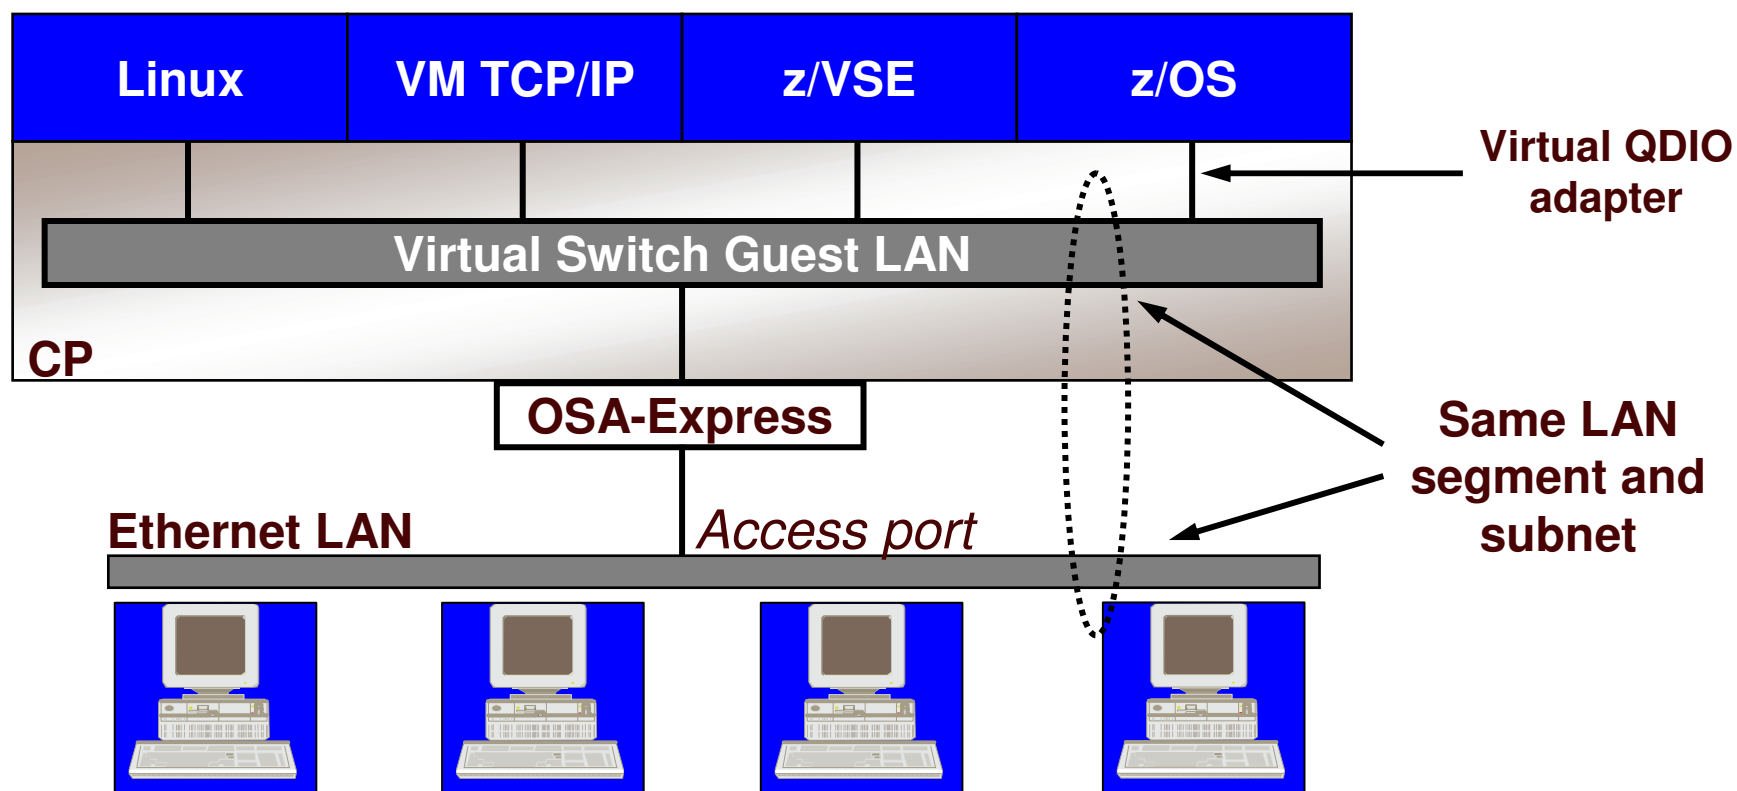 Linux
VM TCP/IP
z/VSE
z/OS
Virtual QDIO
adapter
Virtual Switch Guest LAN
CP
OSA-Express
Same LAN
segment and
subnet
Ethernet LAN
Access port